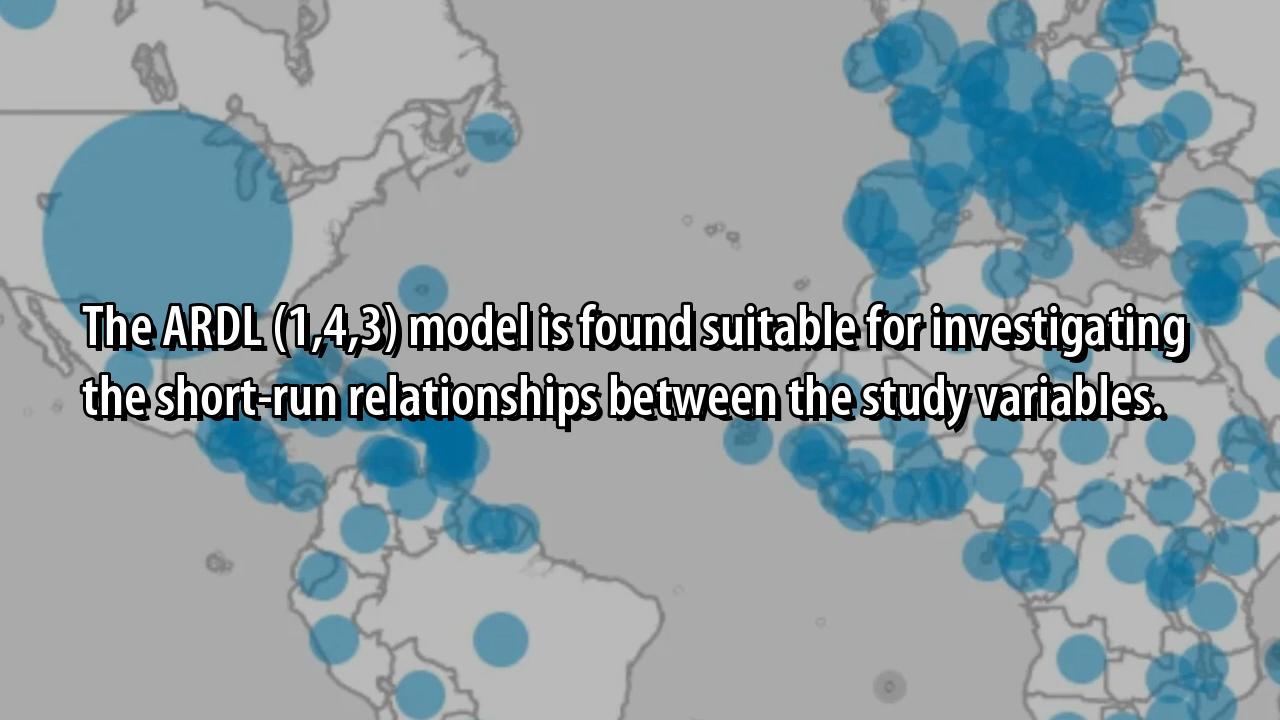 The ARDL (1,4,3) model is found suitable for investigating
the short-run relationships between the study variables.